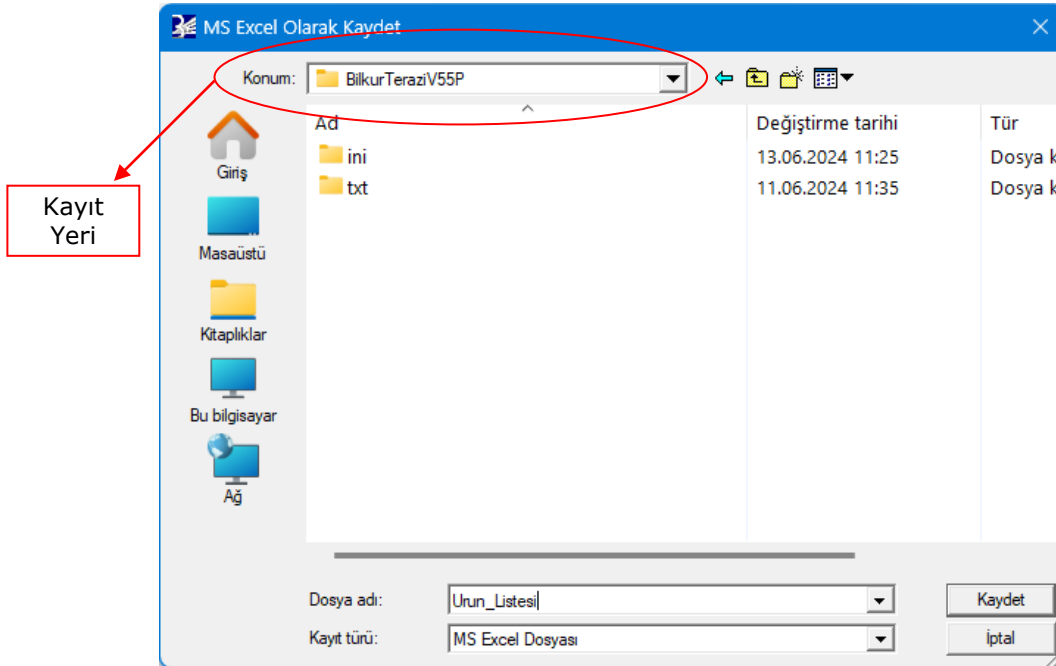 MS Excel Olarak Kaydet
Konum: BilkurTeraziV55P
Ad Değiştirme tarihi Tür
ini 13.06.2024 11:25 Dosya k
txt 11.06.2024 11:35 Dosya k
Giriş
Kayıt
Yeri
Masaüstü
Kitaplıklar
Bu bilgisayar
Ağ
Dosya adı: Urun_Listesi Kaydet
Kayıt türü: MS Excel Dosyası İptal